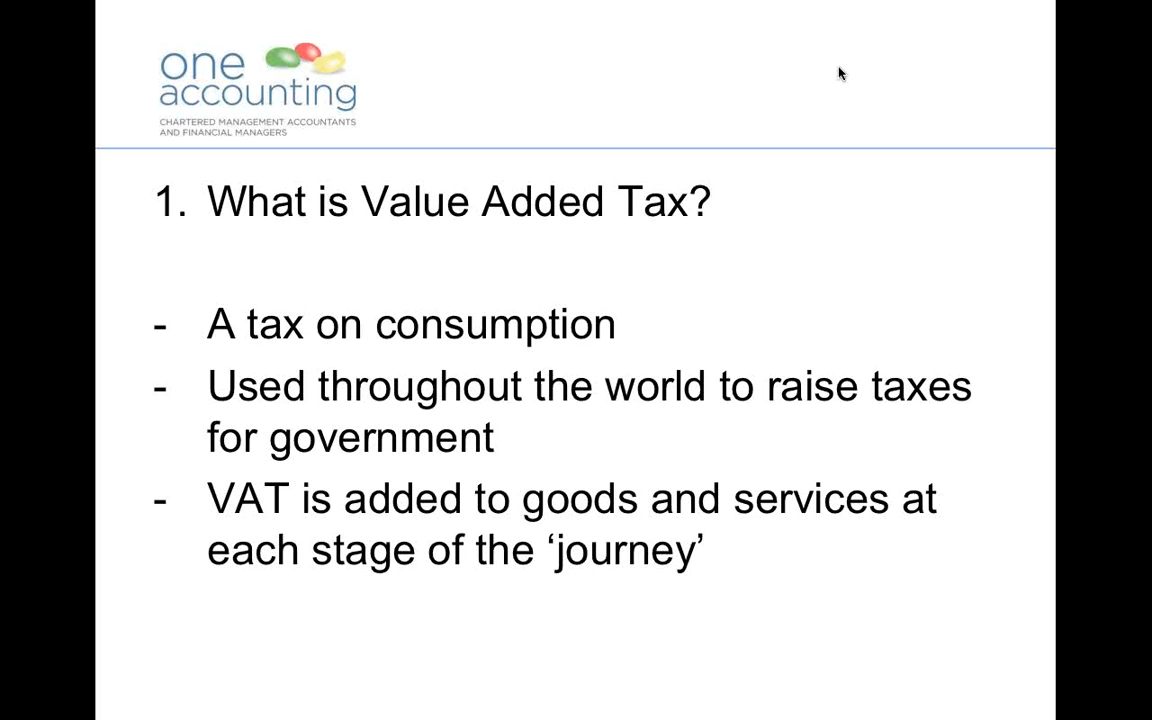 one
accounting
CHARTERED MANAGEMENT ACCOUNTANTS
AND FINANCIAL MANAGERS
1. What is Value Added Tax?
- A tax on consumption
- Used throughout the world to raise taxes
for government
- VAT is added to goods and services at
each stage of the ‘journey’